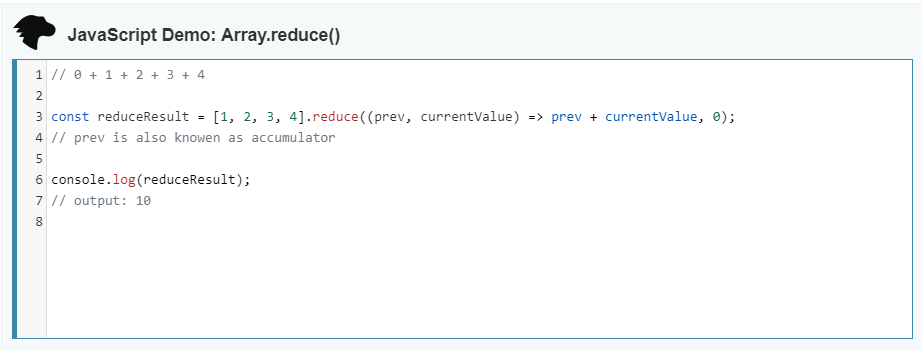 JavaScript Demo: Array.reduce()
1 // 0 + 1 + 2 + 3 + 4
2
3 const reduceResult = [1, 2, 3, 4].reduce((prev, currentValue) => prev + currentValue, 0);
4 // prev is also knowen as accumulator
5
6 console.log(reduceResult);
7 // output: 10
8